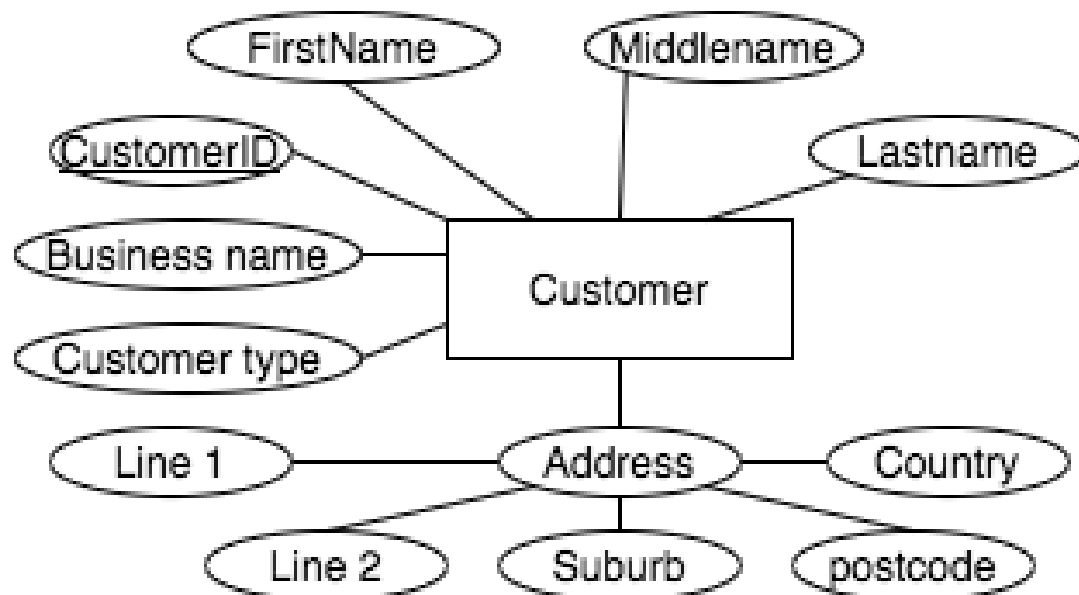 FirstName
Middlename
CustomerID
Lastname
Business name
Customer
Customer type
Line 1
Address
Country
Line 2
Suburb
postcode